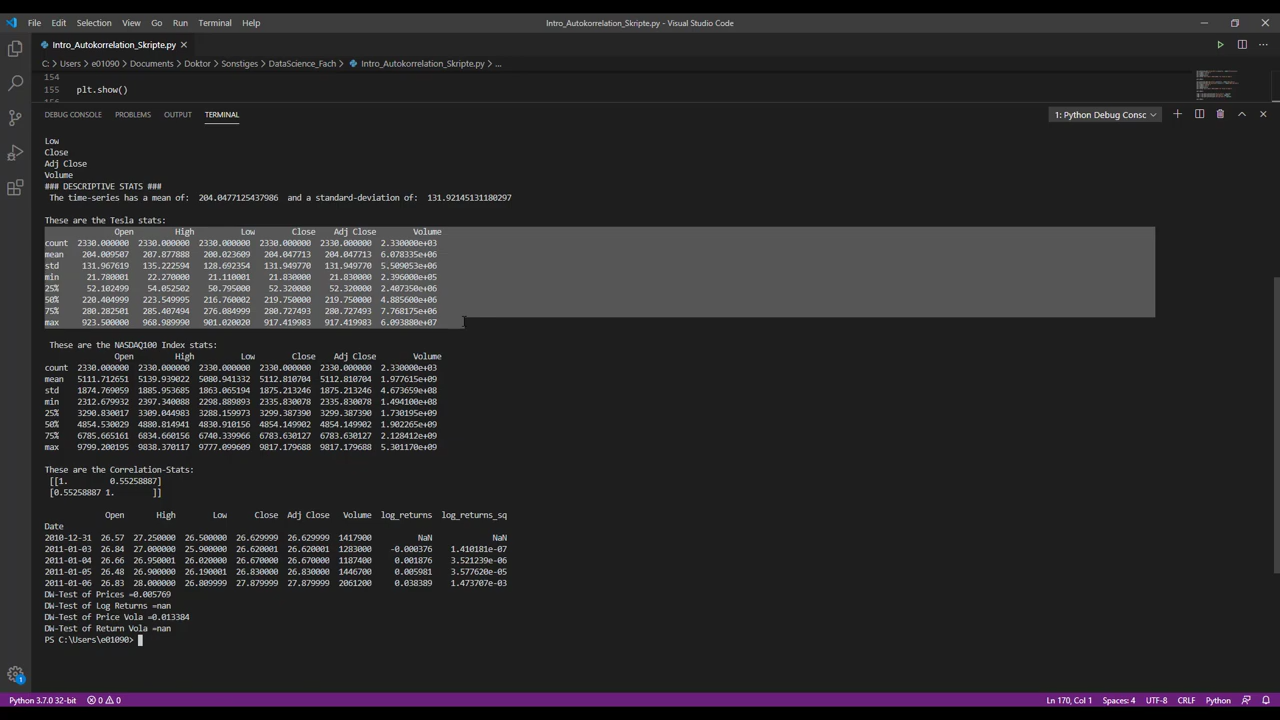 File Edit Selection View Go Run Terminal Help Intro_Autokorrelation_Skripte.py - Visual Studio Code
Intro_Autokorrelation_Skripte.py
C: > Users > e01090 > Documents > Doktor > Sonstiges > DataScience_Fach > Intro_Autokorrelation_Skripte.py > ...
154
155 plt.show()
156
DEBUG CONSOLE PROBLEMS OUTPUT TERMINAL 1: Python Debug Consc
Low
Close
Adj Close
Volume
### DESCRIPTIVE STATS ###
The time-series has a mean of: 204.0477125437986 and a standard-deviation of: 131.92145131180297
These are the Tesla stats:
Open High Low Close Adj Close Volume
count 2330.000000 2330.000000 2330.000000 2330.000000 2330.000000 2.330000e+03
mean 204.009507 207.877888 200.023609 204.047713 204.047713 6.078335e+06
std 131.967619 135.222594 128.692354 131.949770 131.949770 5.509053e+06
min 21.780001 22.270000 21.110001 21.830000 21.830000 2.396000e+05
25% 52.102499 54.052502 50.795000 52.320000 52.320000 2.407350e+06
50% 220.404999 223.549995 216.760002 219.750000 219.750000 4.885600e+06
75% 280.282501 285.407494 276.084999 280.727493 280.727493 7.768175e+06
max 923.500000 968.989990 901.020020 917.419983 917.419983 6.093880e+07
These are the NASDAQ100 Index stats:
Open High Low Close Adj Close Volume
count 2330.000000 2330.000000 2330.000000 2330.000000 2330.000000 2.330000e+03
mean 5111.712651 5139.939022 5080.941332 5112.810704 5112.810704 1.977615e+09
std 1874.769059 1885.953685 1863.065194 1875.213246 1875.213246 4.673659e+08
min 2312.679932 2397.340088 2298.889893 2335.830078 2335.830078 1.494100e+08
25% 3290.830017 3309.044983 3288.159973 3299.387390 3299.387390 1.730195e+09
50% 4854.530029 4880.814941 4830.910156 4854.149902 4854.149902 1.902265e+09
75% 6785.665161 6834.660156 6740.339966 6783.630127 6783.630127 2.128412e+09
max 9799.200195 9838.370117 9777.099609 9817.179688 9817.179688 5.301170e+09
These are the Correlation-Stats:
[[1. 0.55258887]
[0.55258887 1. ]]
Open High Low Close Adj Close Volume log_returns log_returns_sq
Date
2010-12-31 26.57 27.250000 26.500000 26.629999 26.629999 1417900 NaN NaN
2011-01-03 26.84 27.000000 25.900000 26.620001 26.620001 1283000 -0.000376 1.410181e-07
2011-01-04 26.66 26.950001 26.020000 26.670000 26.670000 1187400 0.001876 3.521239e-06
2011-01-05 26.48 26.900000 26.190001 26.830000 26.830000 1446700 0.005981 3.577620e-05
2011-01-06 26.83 28.000000 26.809999 27.879999 27.879999 2061200 0.038389 1.473707e-03
DW-Test of Prices =0.005769
DW-Test of Log Returns =nan
DW-Test of Price Vola =0.013384
DW-Test of Return Vola =nan
PS C:\Users\e01090>
Python 3.7.0 32-bit 0 0 Ln 170, Col 1 Spaces: 4 UTF-8 CRLF Python